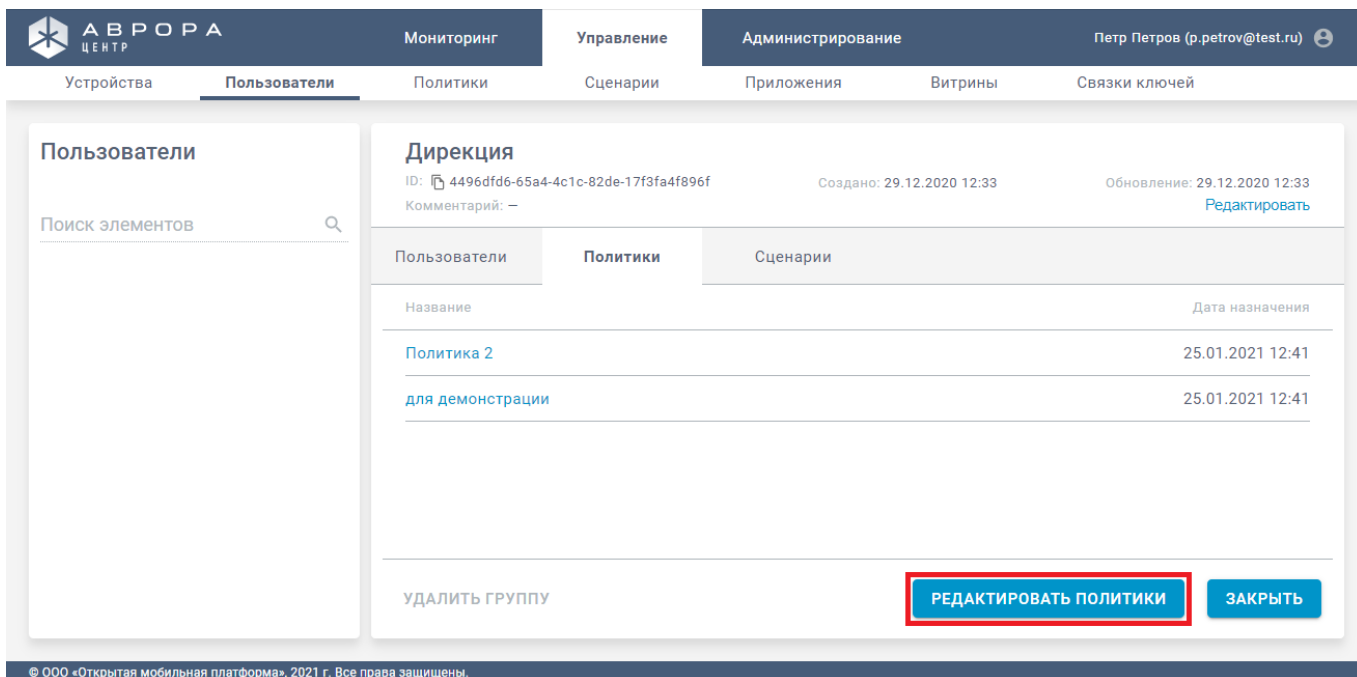 АВРОРА
ЦЕНТР
Мониторинг Управление Администрирование Петр Петров (p.petrov@test.ru)
Устройства Пользователи Политики Сценарии Приложения Витрины Связки ключей
Пользователи
Поиск элементов
Дирекция
ID: 4496dfd6-65a4-4c1c-82de-17f3fa4f896f Создано: 29.12.2020 12:33 Обновление: 29.12.2020 12:33
Комментарий: — Редактировать
Пользователи Политики Сценарии
Название Дата назначения
Политика 2 25.01.2021 12:41
для демонстрации 25.01.2021 12:41
УДАЛИТЬ ГРУППУ РЕДАКТИРОВАТЬ ПОЛИТИКИ ЗАКРЫТЬ
© ООО «Открытая мобильная платформа», 2021 г. Все права защищены.